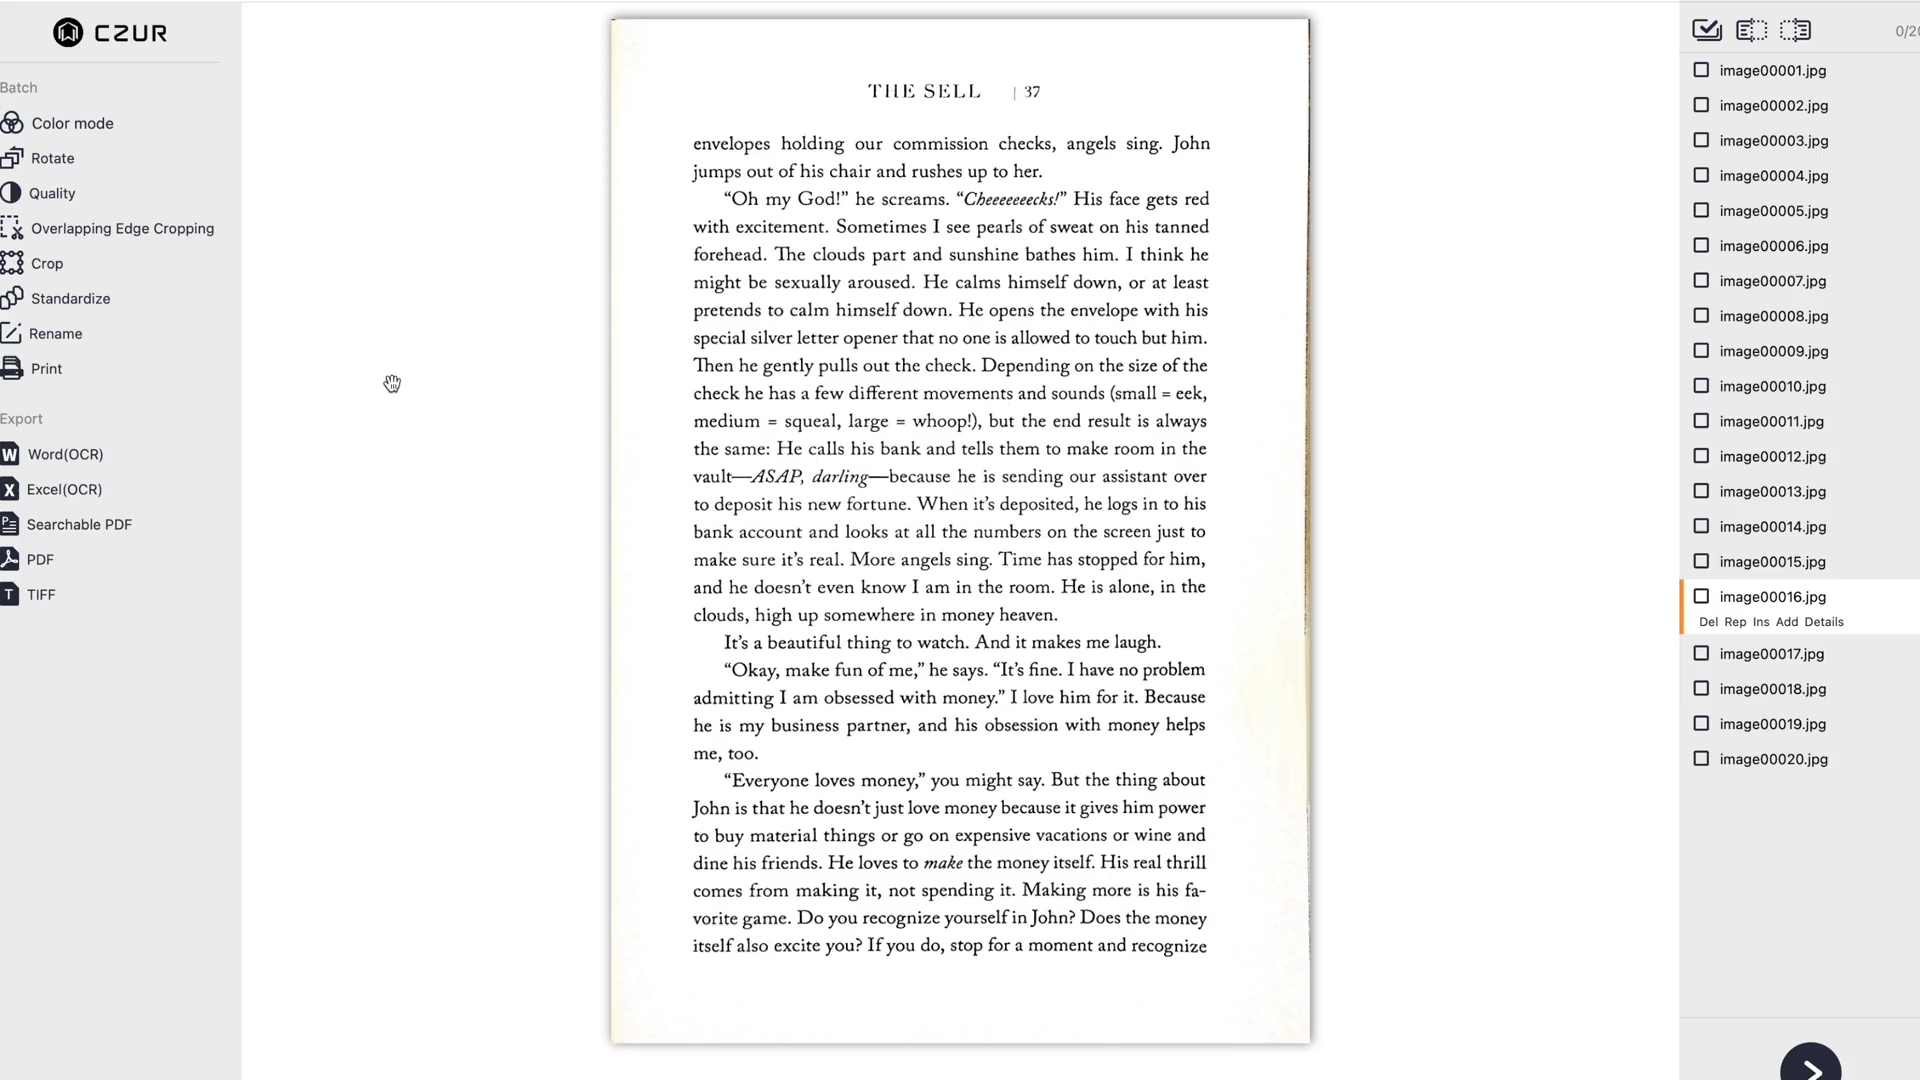 CZUR
Batch
Color mode
Rotate
Quality
Overlapping Edge Cropping
Crop
Standardize
Rename
Print
Export
Word(OCR)
Excel(OCR)
Searchable PDF
PDF
TIFF
THE SELL | 37
envelopes holding our commission checks, angels sing. John
jumps out of his chair and rushes up to her.
“Oh my God!” he screams. “Cheeeeeecks!” His face gets red
with excitement. Sometimes I see pearls of sweat on his tanned
forehead. The clouds part and sunshine bathes him. I think he
might be sexually aroused. He calms himself down, or at least
pretends to calm himself down. He opens the envelope with his
special silver letter opener that no one is allowed to touch but him.
Then he gently pulls out the check. Depending on the size of the
check he has a few different movements and sounds (small = eek,
medium = squeal, large = whoop!), but the end result is always
the same: He calls his bank and tells them to make room in the
vault—ASAP, darling—because he is sending our assistant over
to deposit his new fortune. When it’s deposited, he logs in to his
bank account and looks at all the numbers on the screen just to
make sure it’s real. More angels sing. Time has stopped for him,
and he doesn’t even know I am in the room. He is alone, in the
clouds, high up somewhere in money heaven.
It’s a beautiful thing to watch. And it makes me laugh.
“Okay, make fun of me,” he says. “It’s fine. I have no problem
admitting I am obsessed with money.” I love him for it. Because
he is my business partner, and his obsession with money helps
me, too.
“Everyone loves money,” you might say. But the thing about
John is that he doesn’t just love money because it gives him power
to buy material things or go on expensive vacations or wine and
dine his friends. He loves to make the money itself. His real thrill
comes from making it, not spending it. Making more is his fa-
vorite game. Do you recognize yourself in John? Does the money
itself also excite you? If you do, stop for a moment and recognize
0/20
image00001.jpg
image00002.jpg
image00003.jpg
image00004.jpg
image00005.jpg
image00006.jpg
image00007.jpg
image00008.jpg
image00009.jpg
image00010.jpg
image00011.jpg
image00012.jpg
image00013.jpg
image00014.jpg
image00015.jpg
image00016.jpg
Del Rep Ins Add Details
image00017.jpg
image00018.jpg
image00019.jpg
image00020.jpg